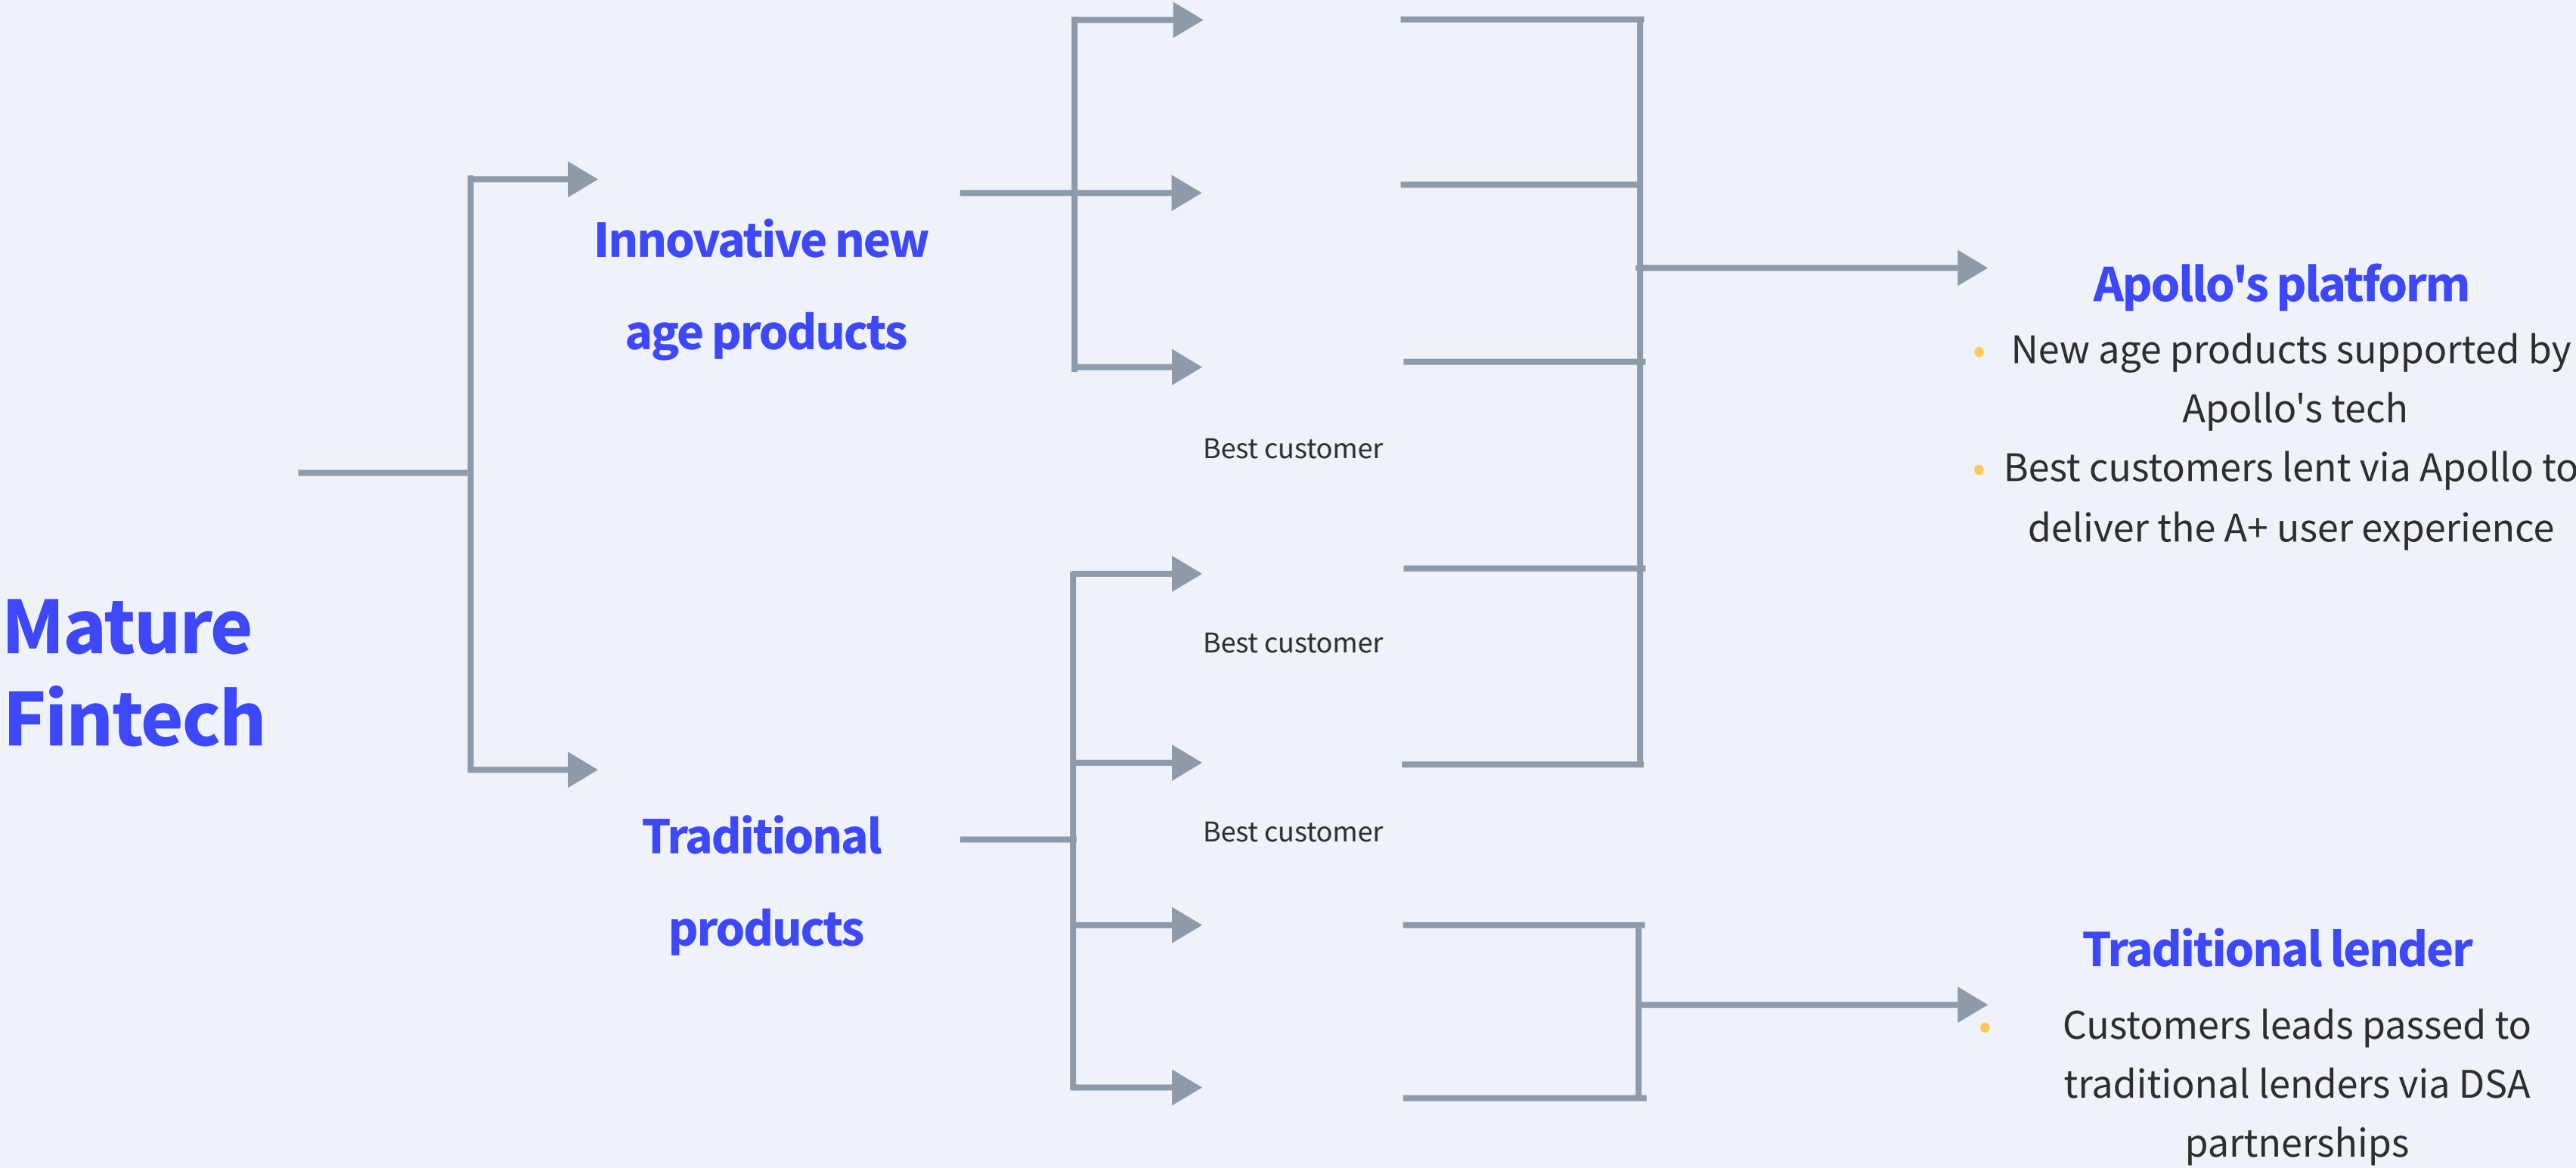 Innovative new
age products
Apollo's platform
• New age products supported by
Apollo's tech
• Best customers lent via Apollo to
deliver the A+ user experience
Best customer
Mature
Fintech
Best customer
Traditional
products
Best customer
Traditional lender
• Customers leads passed to
traditional lenders via DSA
partnerships